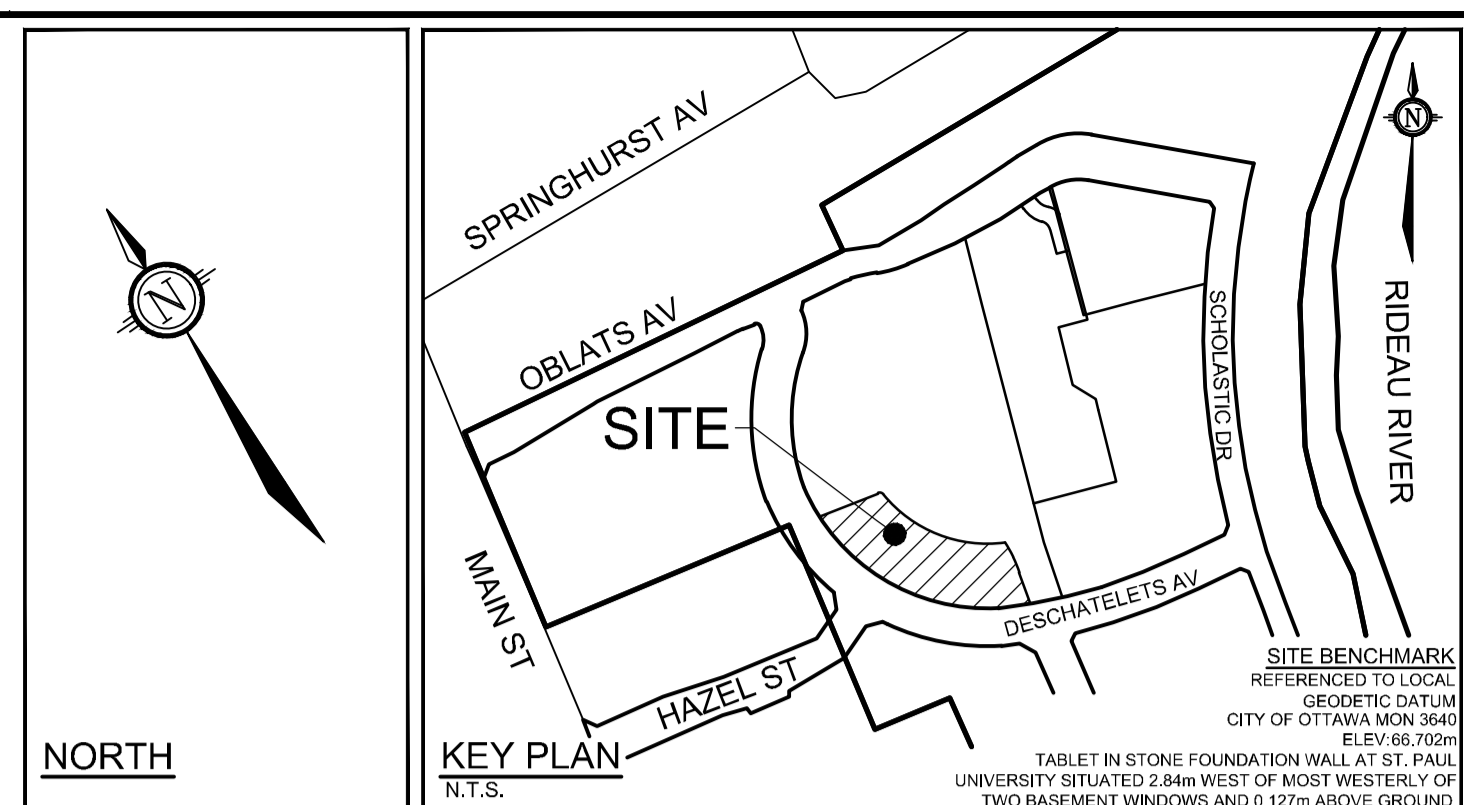 N
NORTH
SPRINGHURST AV
N
OBLATS AV
SCHOLASTIC DR
RIDEAU RIVER
SITE
MAIN ST
DESCHATELETS AV
HAZEL ST
KEY PLAN
N.T.S.
SITE BENCHMARK
REFERENCED TO LOCAL
GEODETIC DATUM
CITY OF OTTAWA MON 3640
ELEV:66.702m
TABLET IN STONE FOUNDATION WALL AT ST. PAUL
UNIVERSITY SITUATED 2.84m WEST OF MOST WESTERLY OF
TWO BASEMENT WINDOWS AND 0.127m ABOVE GROUND.